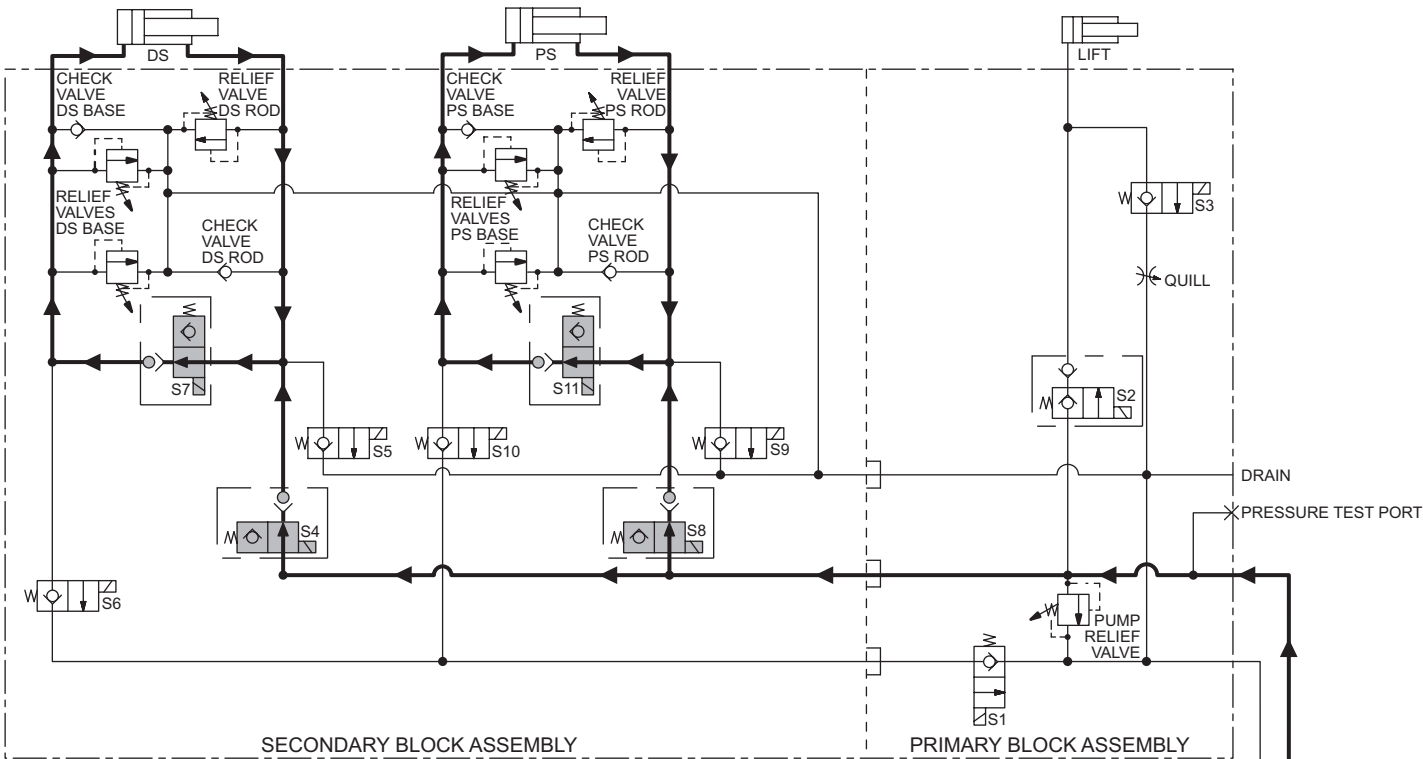 DS
PS
LIFT
CHECK
VALVE
DS BASE
RELIEF
VALVE
DS ROD
CHECK
VALVE
PS BASE
RELIEF
VALVE
PS ROD
RELIEF
VALVES
DS BASE
CHECK
VALVE
DS ROD
RELIEF
VALVES
PS BASE
CHECK
VALVE
PS ROD
S3
QUILL
S7
S11
S2
S5
S10
S9
DRAIN
S4
S8
PRESSURE TEST PORT
S6
PUMP
RELIEF
VALVE
S1
SECONDARY BLOCK ASSEMBLY
PRIMARY BLOCK ASSEMBLY